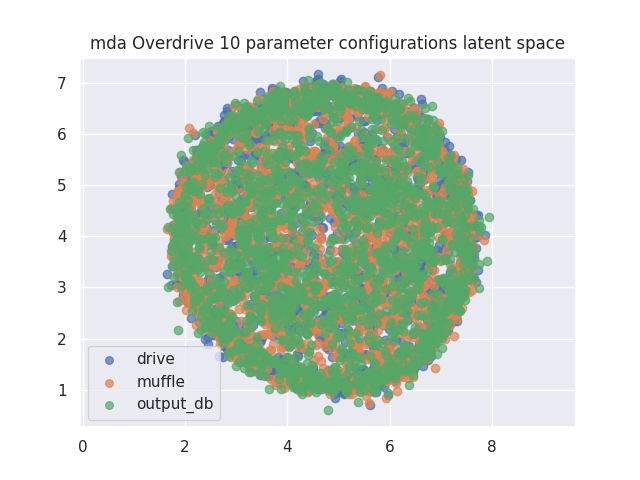 mda Overdrive 10 parameter configurations latent space
7
6
5
4
3
2
1
drive
muffle
output_db
0 2 4 6 8